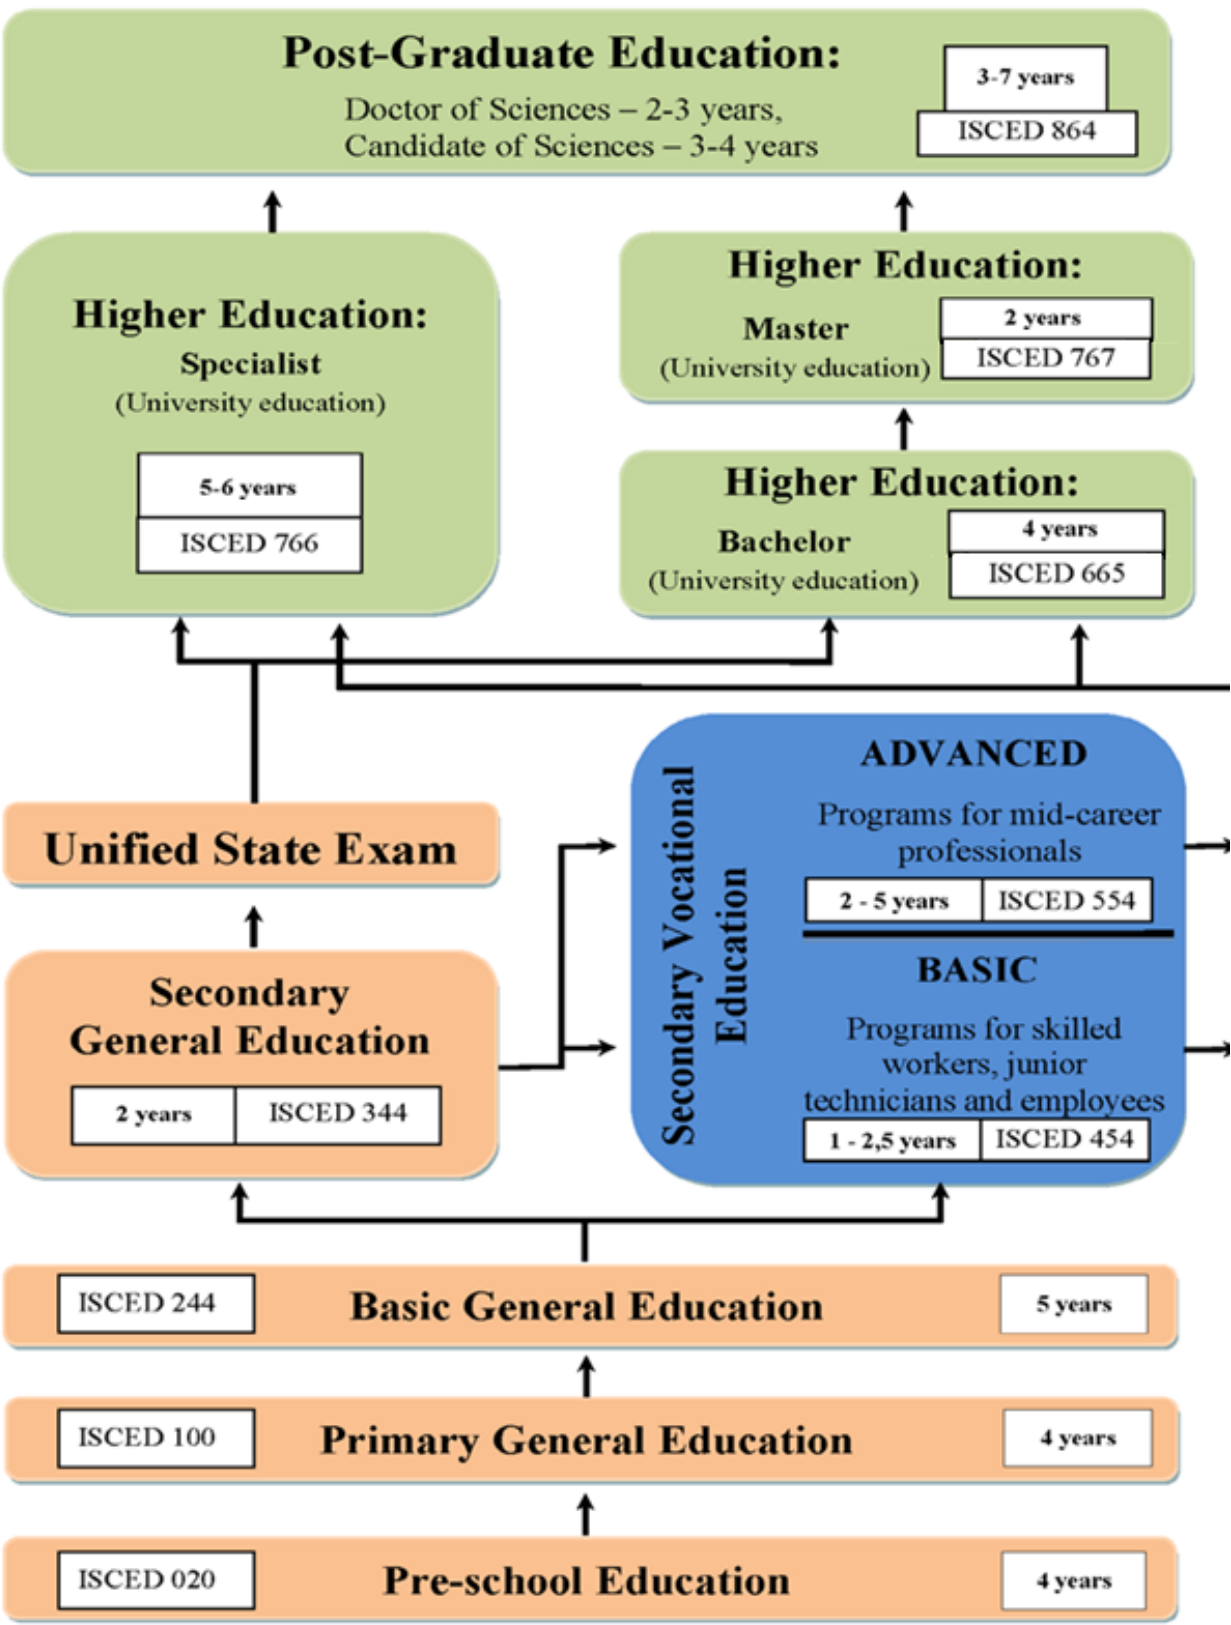 Post-Graduate Education:
Doctor of Sciences – 2-3 years,
Candidate of Sciences – 3-4 years
3-7 years
ISCED 864
Higher Education:
Specialist
(University education)
5-6 years
ISCED 766
Higher Education:
Master
(University education)
2 years
ISCED 767
Higher Education:
Bachelor
(University education)
4 years
ISCED 665
Unified State Exam
Secondary
General Education
2 years
ISCED 344
Secondary Vocational
Education
ADVANCED
Programs for mid-career
professionals
2 - 5 years
ISCED 554
BASIC
Programs for skilled
workers, junior
technicians and employees
1 - 2,5 years
ISCED 454
ISCED 244
Basic General Education
5 years
ISCED 100
Primary General Education
4 years
ISCED 020
Pre-school Education
4 years